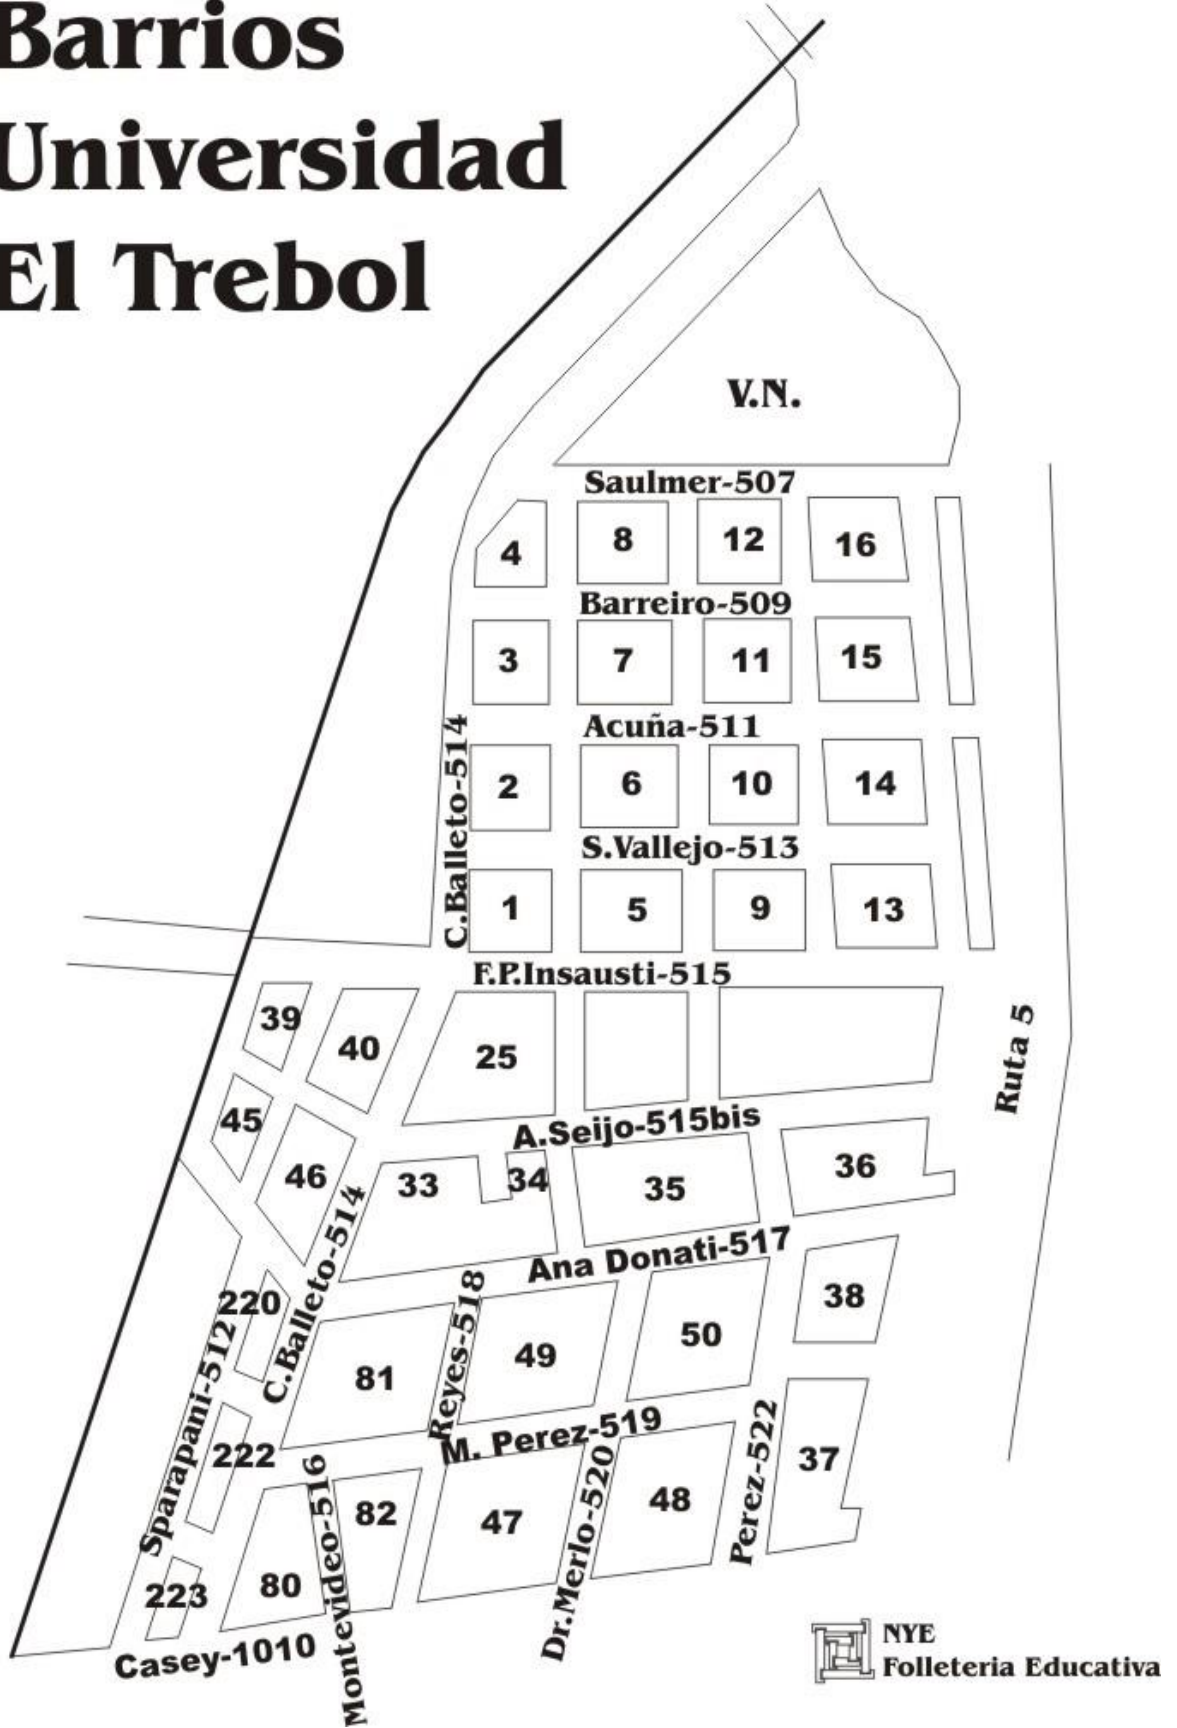 Barrios
Universidad
El Trebol
V.N.
Saulmer-507
4
8
12
16
Barreiro-509
3
7
11
15
Acuña-511
C.Balleto-514
2
6
10
14
S.Vallejo-513
1
5
9
13
F.P.Insausti-515
39
40
25
Ruta 5
45
A.Seijo-515bis
46
33
34
35
36
C.Balleto-514
Ana Donati-517
220
38
Reyes-518
Sparapani-512
81
49
50
M. Perez-519
222
Perez-522
37
Montevideo-516
82
47
48
Dr.Merlo-520
223
80
Casey-1010
NYE
Folleteria Educativa